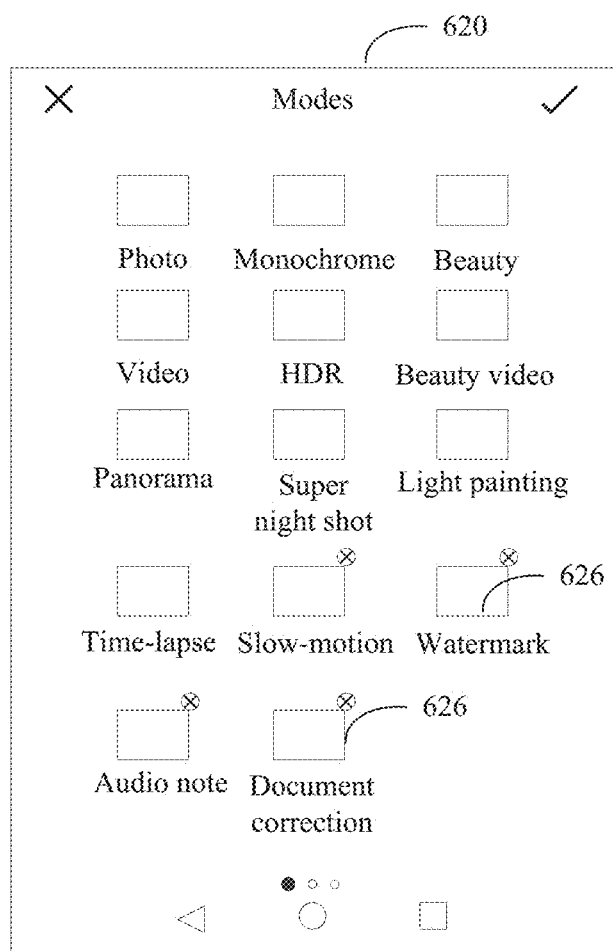 620
Modes
Photo Monochrome Beauty
Video HDR Beauty video
Panorama Super night shot Light painting
626
Time-lapse Slow-motion Watermark
626
Audio note Document correction